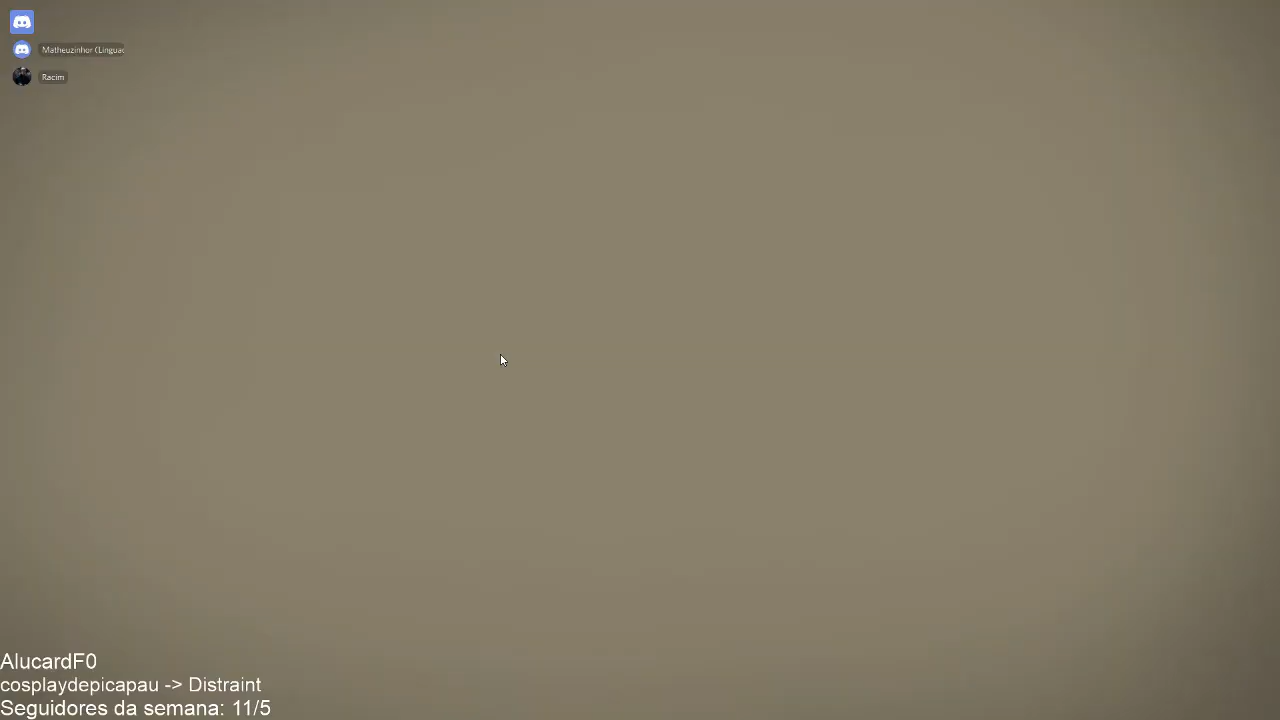 Matheuzinhor (Linguac
Racim
AlucardF0
cosplaydepicapau -> Distraint
Seguidores da semana: 11/5